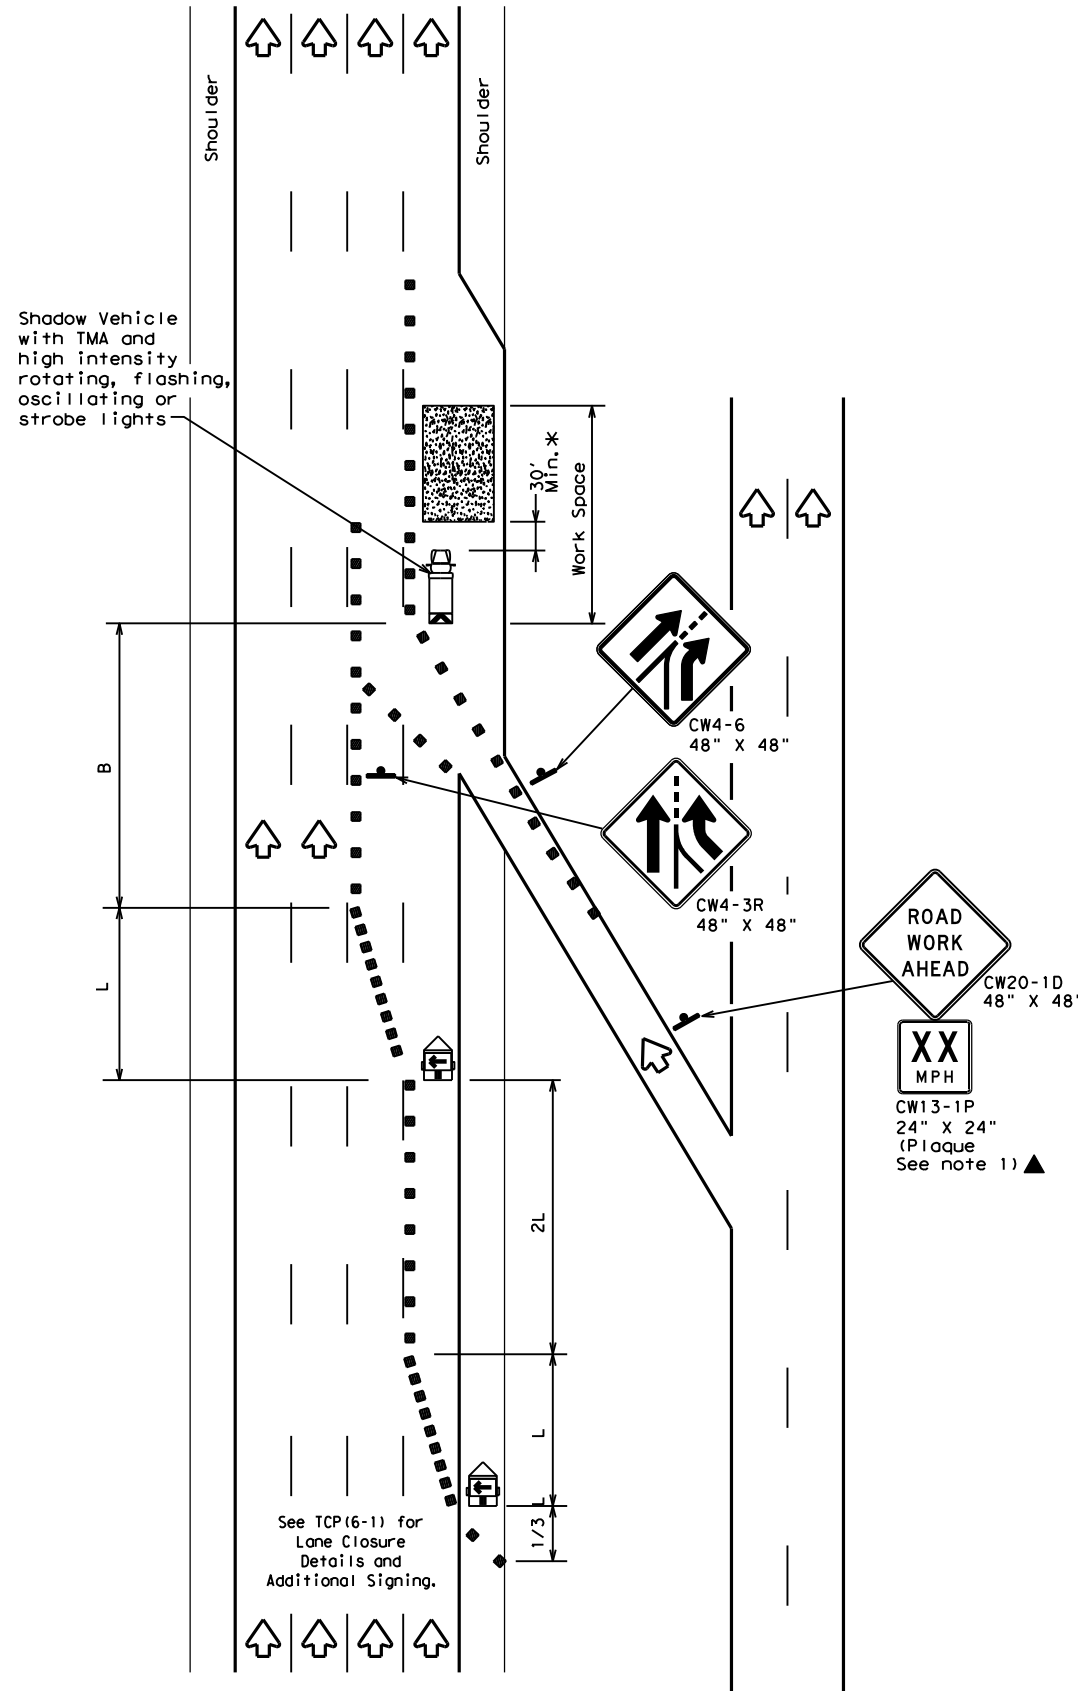 Shoulder
Shoulder
Shadow Vehicle
with TMA and
high intensity
rotating, flashing,
oscillating or
strobe lights
30'
Min.*
Work Space
CW4-6
48" X 48"
B
CW4-3R
48" X 48"
ROAD
WORK
AHEAD
CW20-1D
48" X 48"
L
XX
MPH
CW13-1P
24" X 24"
(Plaque
See note 1)▲
2L
L
1/3 L
See TCP(6-1) for
Lane Closure
Details and
Additional Signing.